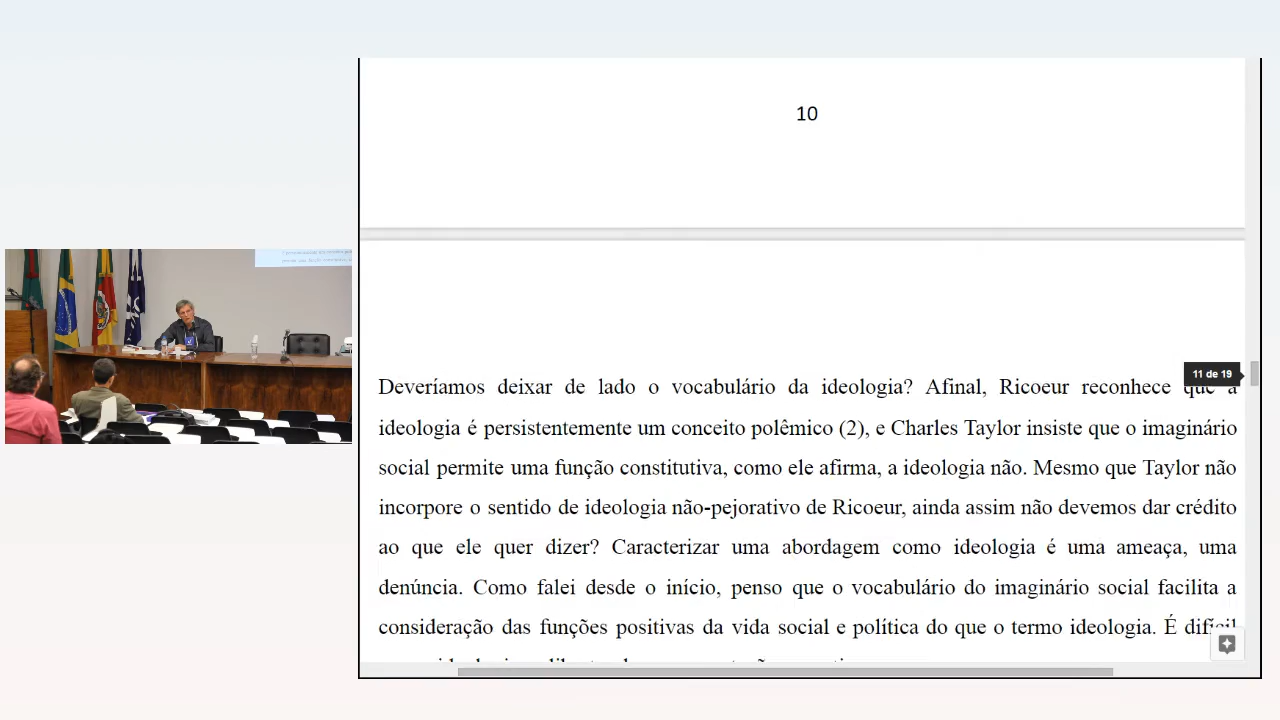 10
Deveríamos deixar de lado o vocabulário da ideologia? Afinal, Ricoeur reconhece que a
11 de 19
ideologia é persistentemente um conceito polêmico (2), e Charles Taylor insiste que o imaginário
social permite uma função constitutiva, como ele afirma, a ideologia não. Mesmo que Taylor não
incorpore o sentido de ideologia não-pejorativo de Ricoeur, ainda assim não devemos dar crédito
ao que ele quer dizer? Caracterizar uma abordagem como ideologia é uma ameaça, uma
denúncia. Como falei desde o início, penso que o vocabulário do imaginário social facilita a
consideração das funções positivas da vida social e política do que o termo ideologia. É difícil